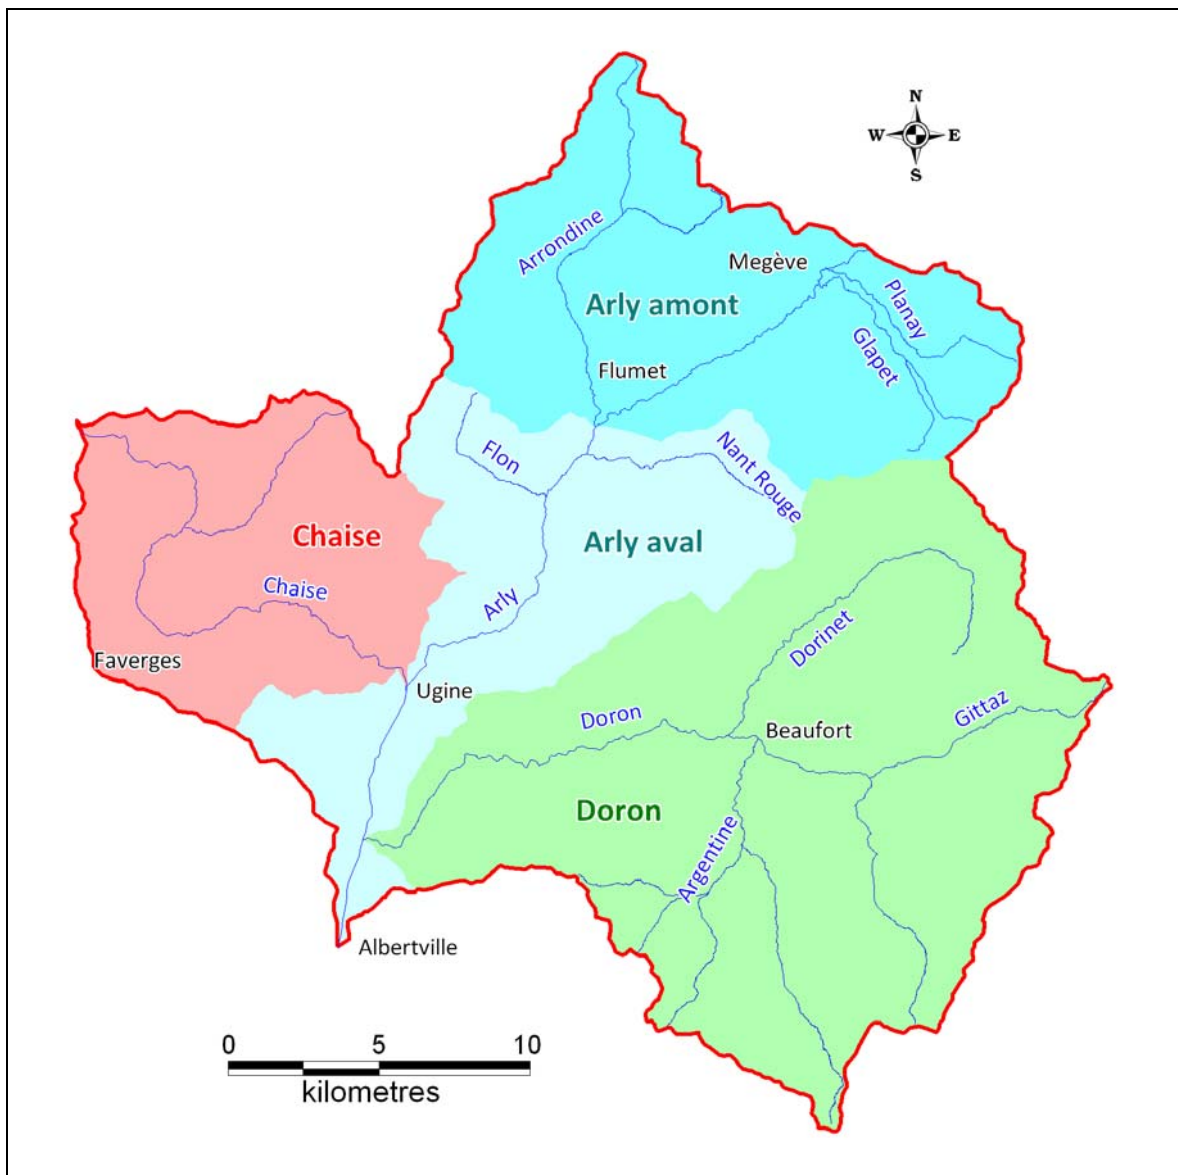 N
W E
S
Arrondine
Megève
Planay
Arly amont
Glapet
Flumet
Flon
Nant Rouge
Chaise
Arly aval
Chaise
Arly
Dorinet
Faverges
Ugine
Gittaz
Doron
Beaufort
Doron
Argentine
Albertville
0 5 10
kilometres